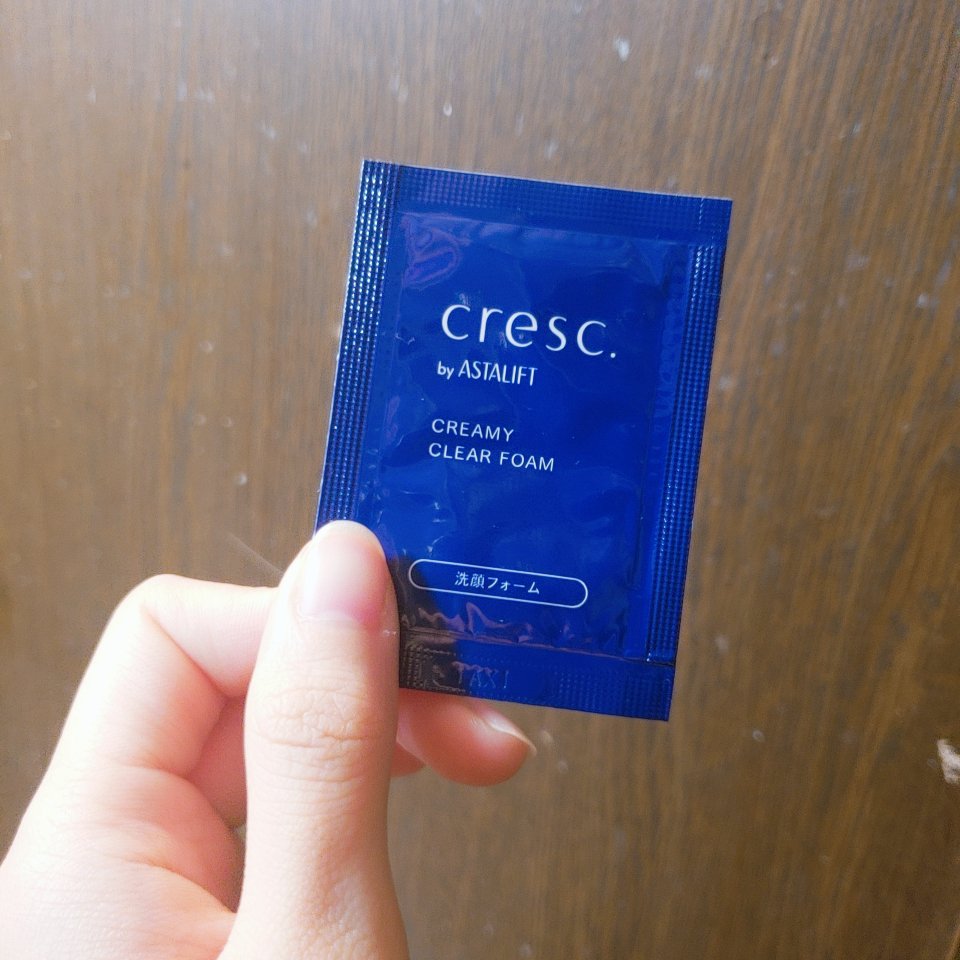 cresc.
by ASTALIFT
CREAMY
CLEAR FOAM
洗顔フォーム